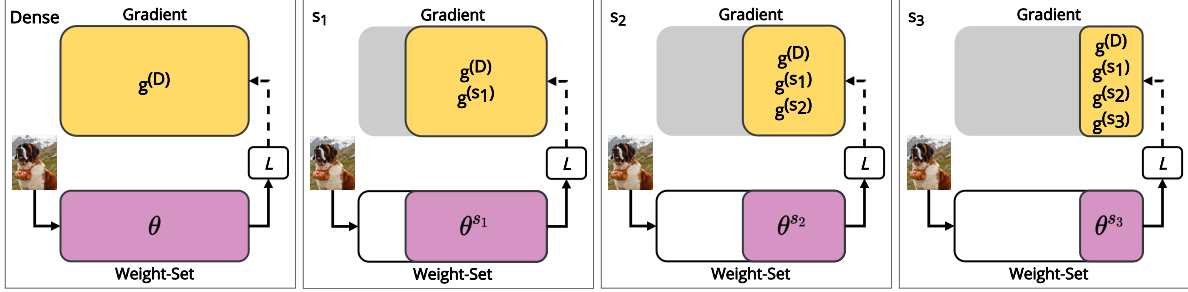 Dense
Gradient
g(D)
L
θ
Weight-Set
s1
Gradient
g(D)
g(s1)
L
θs1
Weight-Set
s2
Gradient
g(D)
g(s1)
g(s2)
L
θs2
Weight-Set
s3
Gradient
g(D)
g(s1)
g(s2)
g(s3)
L
θs3
Weight-Set